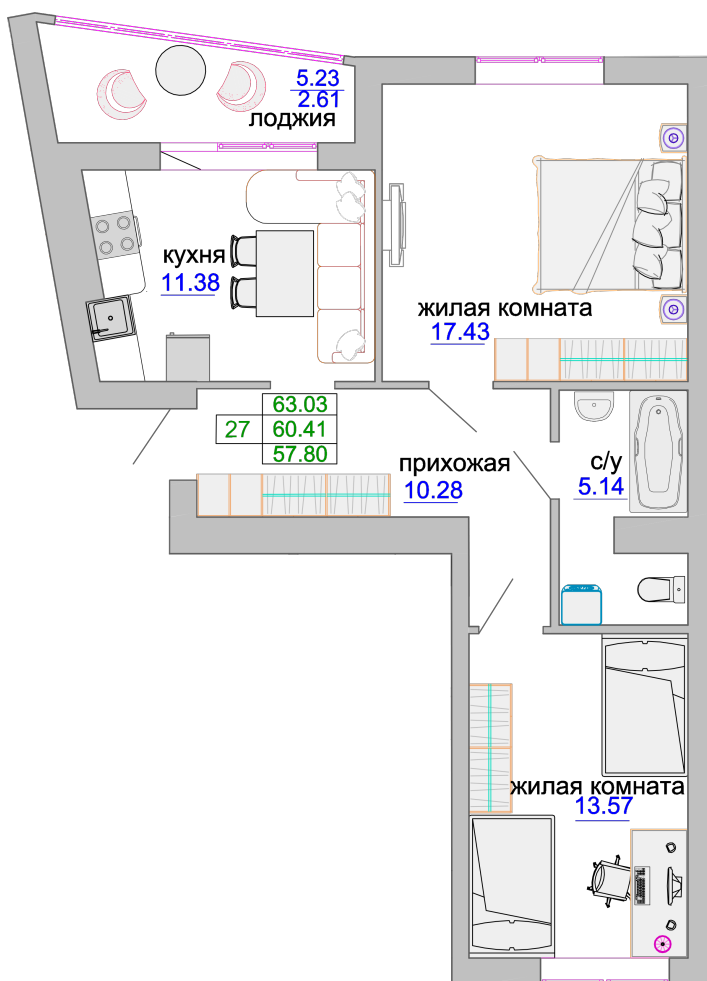 5.23
2.61
лоджия
кухня
11.38
жилая комната
17.43
63.03
27 60.41
57.80
прихожая
10.28
с/у
5.14
жилая комната
13.57